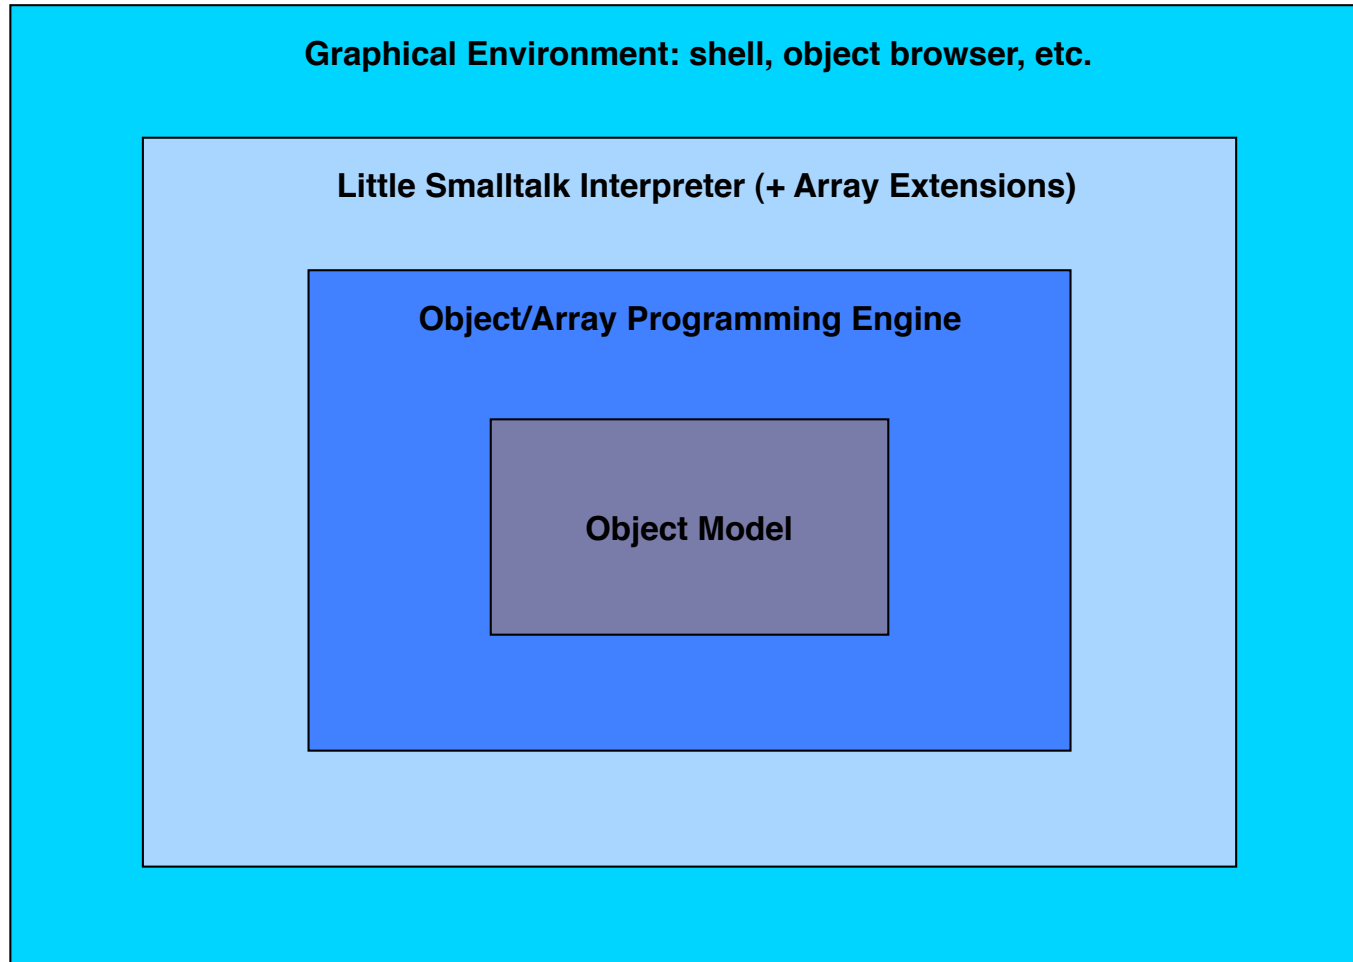 Graphical Environment: shell, object browser, etc.
Little Smalltalk Interpreter (+ Array Extensions)
Object/Array Programming Engine
Object Model